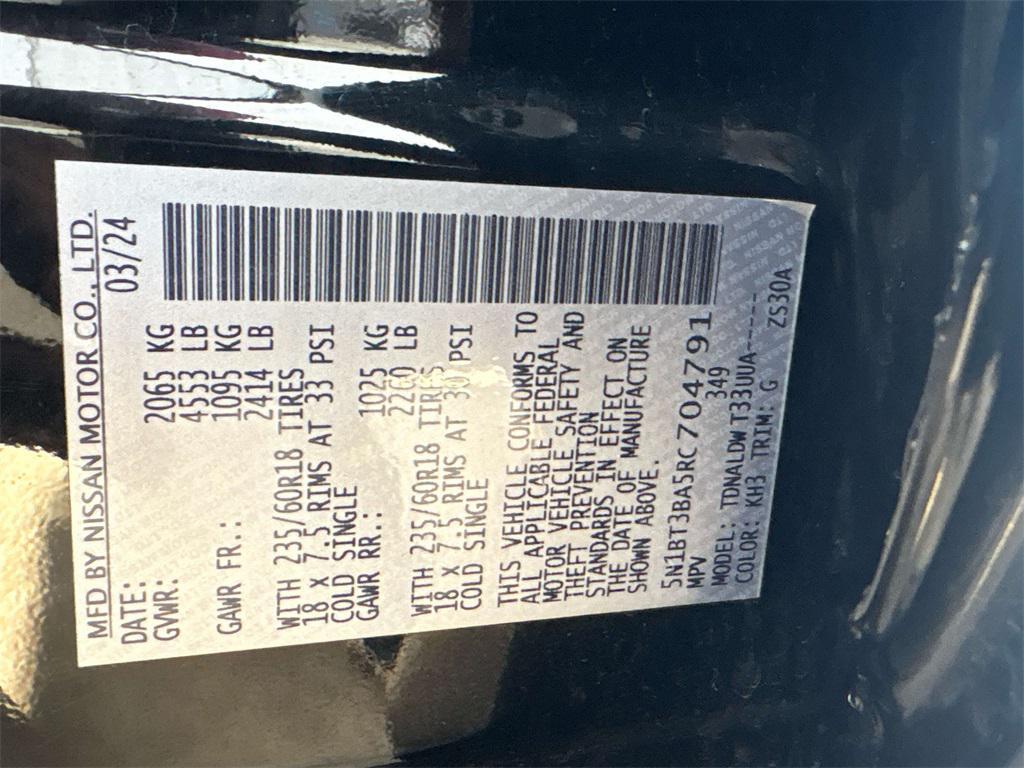 MFD BY NISSAN MOTOR CO., LTD.
DATE: 03/24
GVWR: 2065 KG
4553 LB
GAWR FR.: 1095 KG
2414 LB
WITH 235/60R18 TIRES
18 X 7.5 RIMS AT 33 PSI
COLD SINGLE
GAWR RR.: 1025 KG
2260 LB
WITH 235/60R18 TIRES
18 X 7.5 RIMS AT 30 PSI
COLD SINGLE
THIS VEHICLE CONFORMS TO
ALL APPLICABLE FEDERAL
MOTOR VEHICLE SAFETY AND
THEFT PREVENTION
STANDARDS IN EFFECT ON
THE DATE OF MANUFACTURE
SHOWN ABOVE.
5N1BT3BA5RC704791
MPV 349
MODEL: TDNALDWT33UUA-----
COLOR: KH3 TRIM: G ZS30A